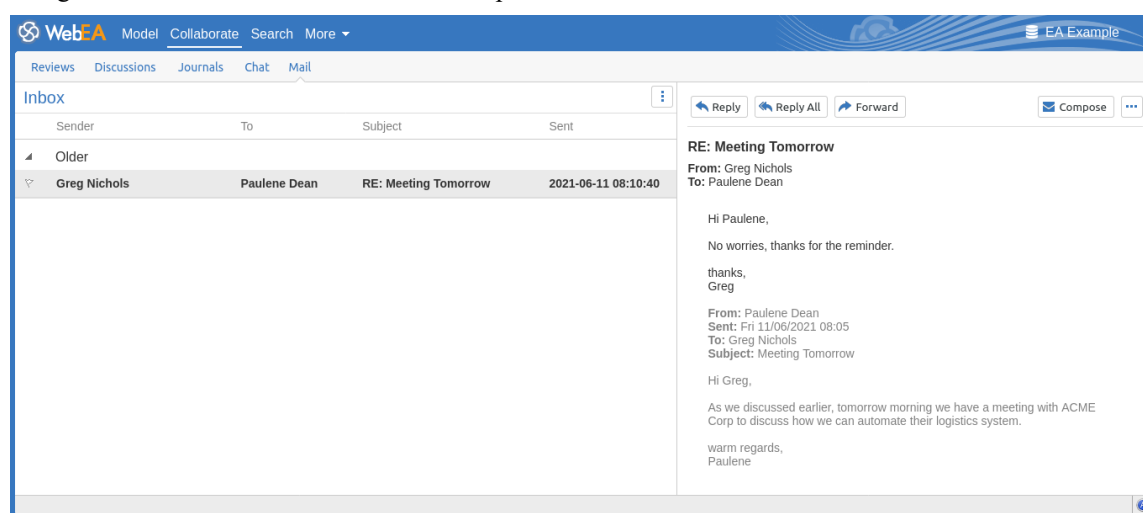 WebEA Model Collaborate Search More EA Example
Reviews Discussions Journals Chat Mail
Inbox
Sender To Subject Sent
Older
Greg Nichols Paulene Dean RE: Meeting Tomorrow 2021-06-11 08:10:40
Reply Reply All Forward Compose
RE: Meeting Tomorrow
From: Greg Nichols
To: Paulene Dean
Hi Paulene,
No worries, thanks for the reminder.
thanks,
Greg
From: Paulene Dean
Sent: Fri 11/06/2021 08:05
To: Greg Nichols
Subject: Meeting Tomorrow
Hi Greg,
As we discussed earlier, tomorrow morning we have a meeting with ACME
Corp to discuss how we can automate their logistics system.
warm regards,
Paulene